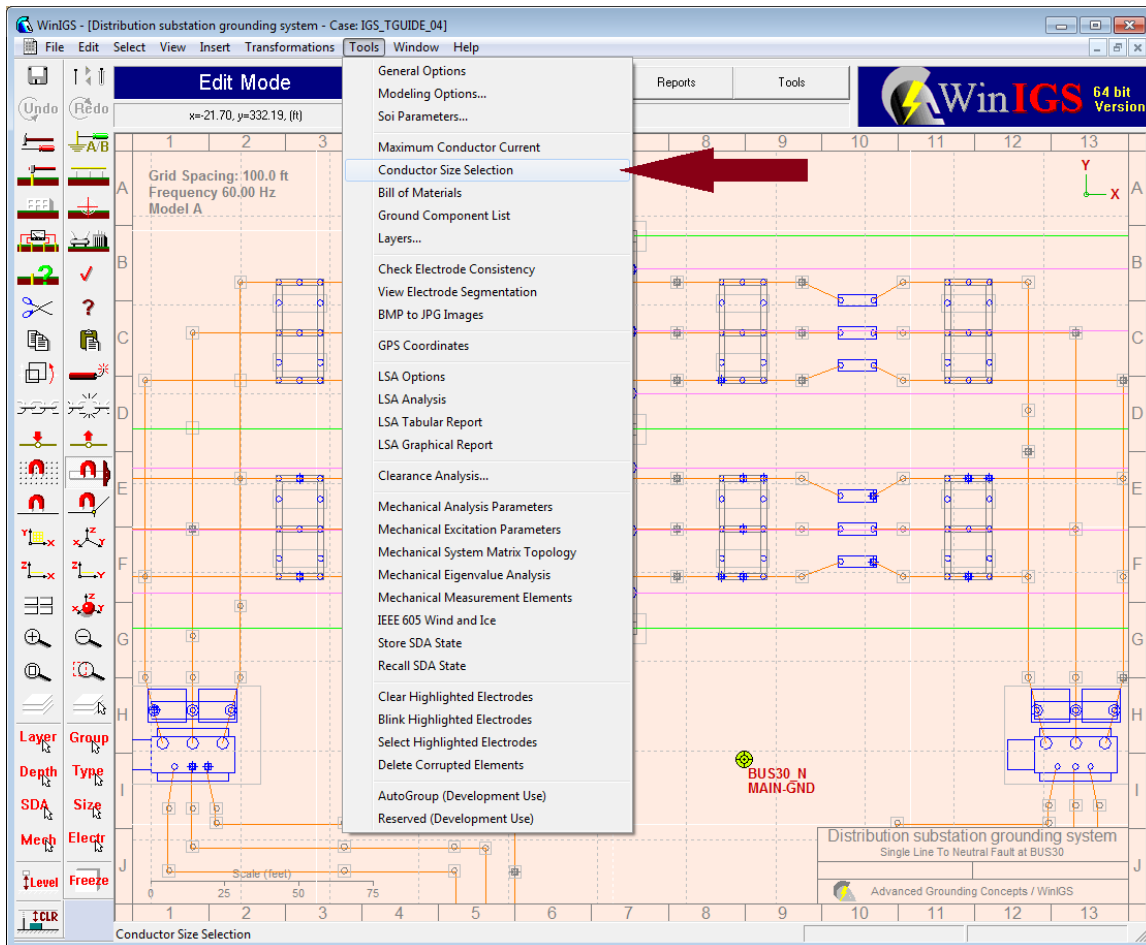 WinIGS - [Distribution substation grounding system - Case: IGS_TGUIDE_04]
File Edit Select View Insert Transformations Tools Window Help
Undo Redo
Edit Mode
x=-21.70, y=332.19, (ft)
Reports Tools
WinIGS 64 bit Version
General Options
Modeling Options...
Soi Parameters...
Maximum Conductor Current
Conductor Size Selection
Bill of Materials
Ground Component List
Layers...
Check Electrode Consistency
View Electrode Segmentation
BMP to JPG Images
GPS Coordinates
LSA Options
LSA Analysis
LSA Tabular Report
LSA Graphical Report
Clearance Analysis...
Mechanical Analysis Parameters
Mechanical Excitation Parameters
Mechanical System Matrix Topology
Mechanical Eigenvalue Analysis
Mechanical Measurement Elements
IEEE 605 Wind and Ice
Store SDA State
Recall SDA State
Clear Highlighted Electrodes
Blink Highlighted Electrodes
Select Highlighted Electrodes
Delete Corrupted Elements
AutoGroup (Development Use)
Reserved (Development Use)
1 2 3 8 9 10 11 12 13
Grid Spacing: 100.0 ft
Frequency 60.00 Hz
Model A
Y
X
A A
B B
C C
D D
E E
F F
G G
H H
I I
J J
A/B
Layer Group
Depth Type
SDA Size
Mech Electr
Level Freeze
CLR
BUS30_N
MAIN-GND
Distribution substation grounding system
Single Line To Neutral Fault at BUS30
Advanced Grounding Concepts / WinIGS
Scale (feet)
0 25 50 75
1 2 3 4 5 6 7 8 9 10 11 12 13
Conductor Size Selection